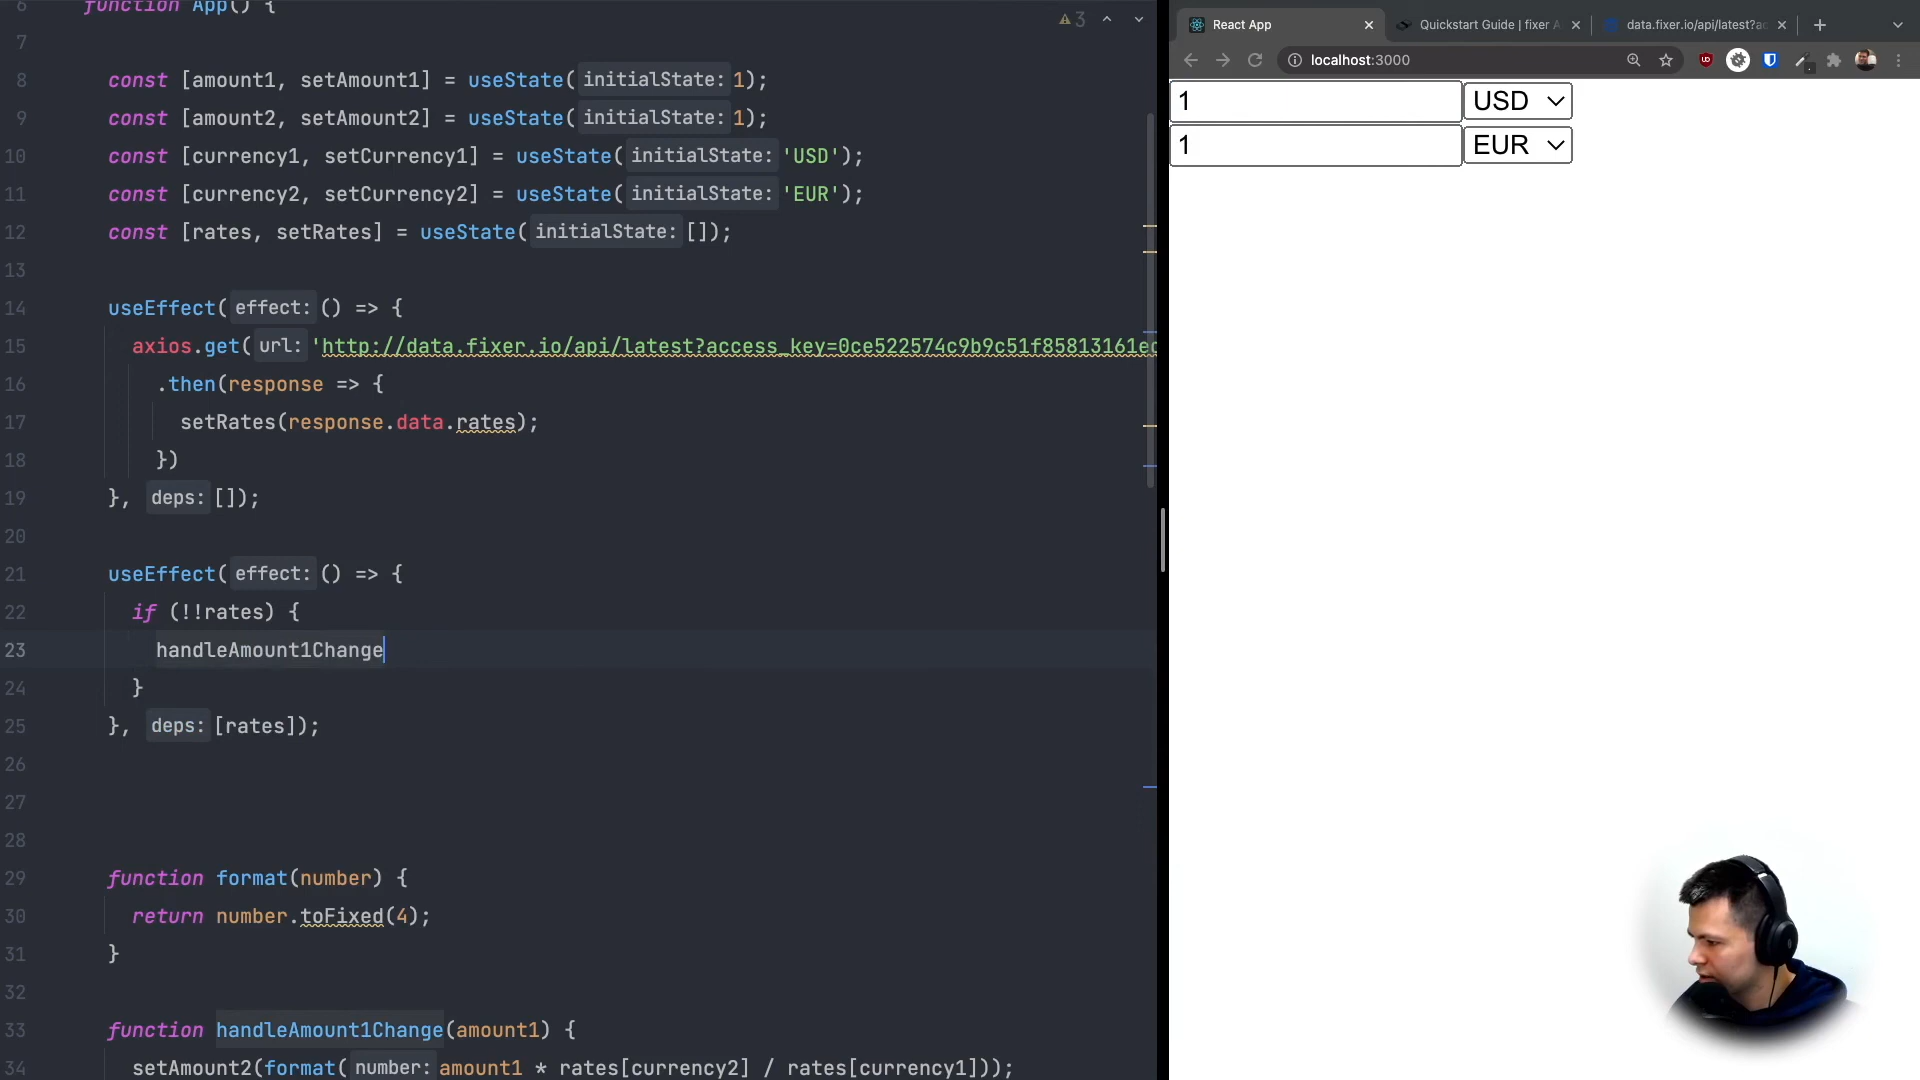 6 function App() {
7
8 const [amount1, setAmount1] = useState( initialState: 1);
9 const [amount2, setAmount2] = useState( initialState: 1);
10 const [currency1, setCurrency1] = useState( initialState: 'USD');
11 const [currency2, setCurrency2] = useState( initialState: 'EUR');
12 const [rates, setRates] = useState( initialState: []);
13
14 useEffect( effect: () => {
15 axios.get( url: 'http://data.fixer.io/api/latest?access_key=0ce522574c9b9c51f85813161ec
16 .then(response => {
17 setRates(response.data.rates);
18 })
19 }, deps: []);
20
21 useEffect( effect: () => {
22 if (!!rates) {
23 handleAmount1Change
24 }
25 }, deps: [rates]);
26
27
28
29 function format(number) {
30 return number.toFixed(4);
31 }
32
33 function handleAmount1Change(amount1) {
34 setAmount2(format( number: amount1 * rates[currency2] / rates[currency1]));
3
React App
Quickstart Guide | fixer A
data.fixer.io/api/latest?ac
localhost:3000
1 USD
1 EUR